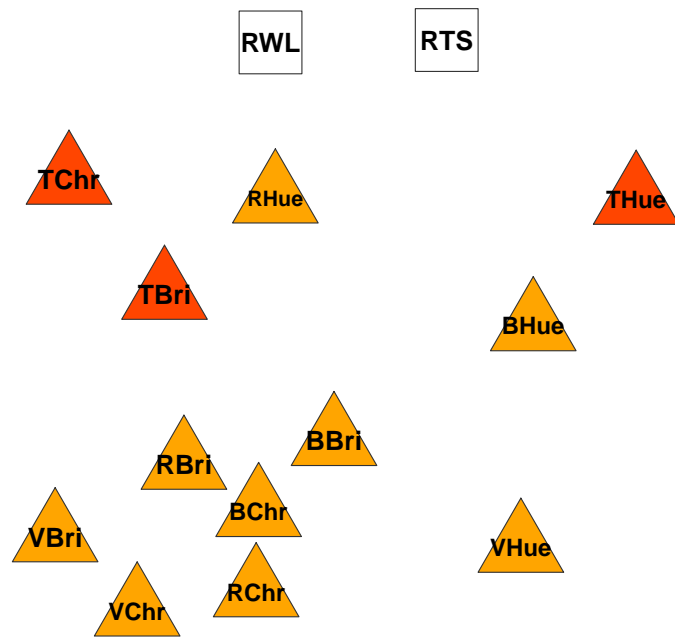 RWL
RTS
TChr
RHue
THue
TBri
BHue
BBri
RBri
BChr
VBri
VHue
RChr
VChr